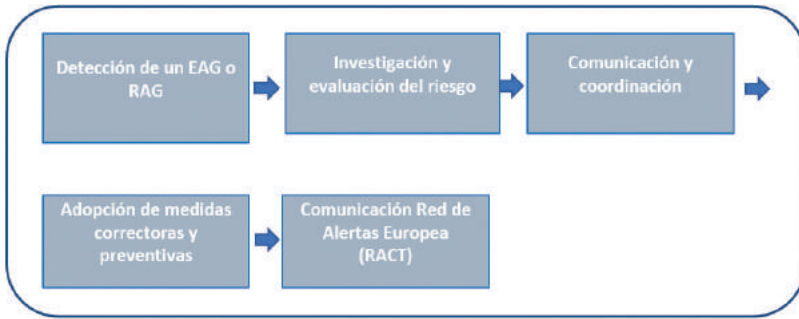 Detección de un EAG o
RAG
Investigación y
evaluación del riesgo
Comunicación y
coordinación
Adopción de medidas
correctoras y
preventivas
Comunicación Red de
Alertas Europea
(RACT)